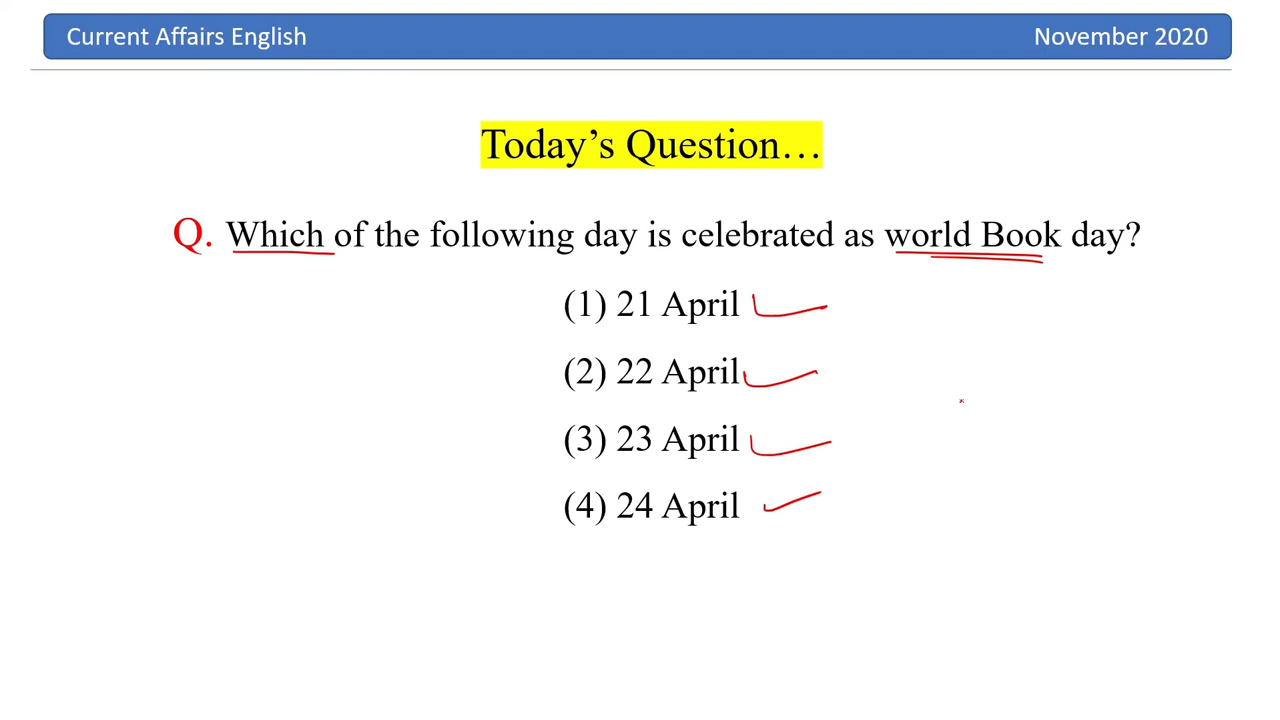 Current Affairs English
November 2020
Today’s Question…
Q. Which of the following day is celebrated as world Book day?
(1) 21 April
(2) 22 April
(3) 23 April
(4) 24 April